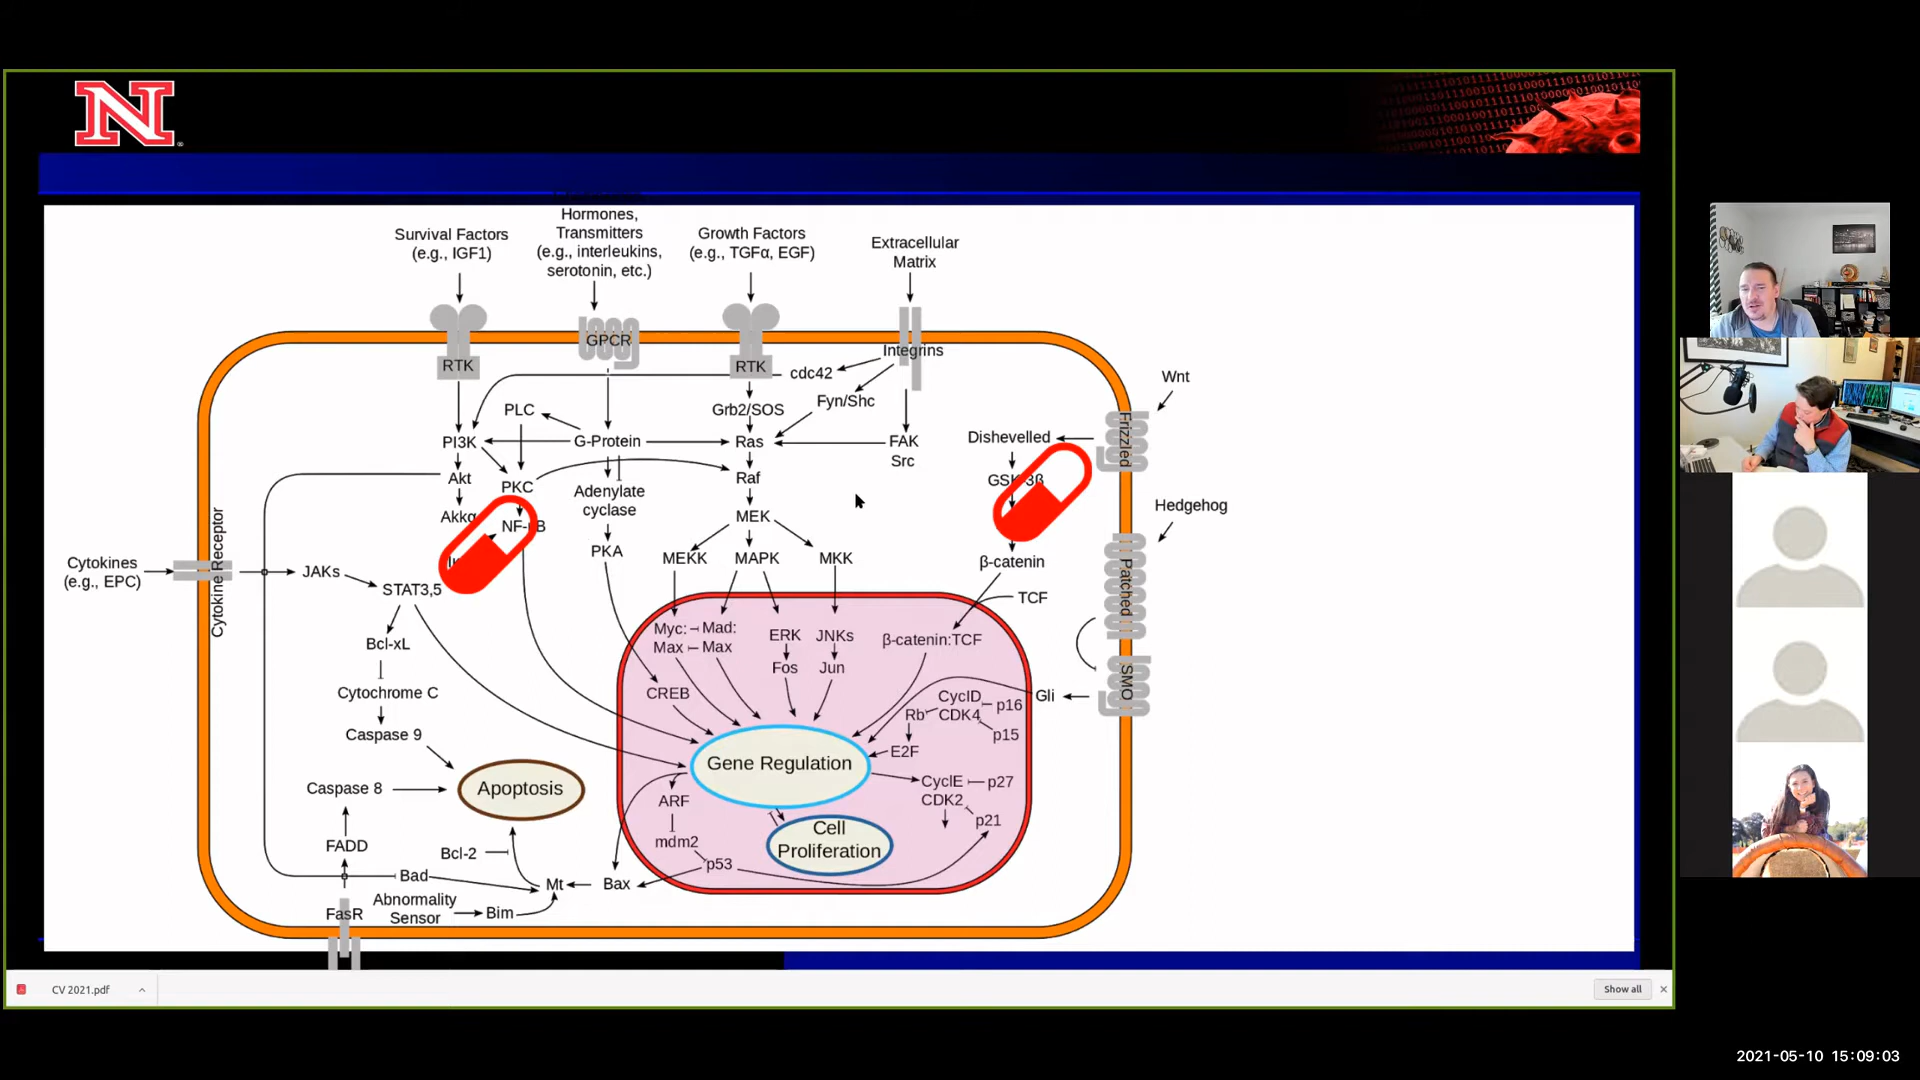 N
Hormones,
Transmitters
(e.g., interleukins,
serotonin, etc.)
Survival Factors
(e.g., IGF1)
Growth Factors
(e.g., TGFα, EGF)
Extracellular
Matrix
RTK
GPCR
RTK
Integrins
cdc42
Fyn/Shc
Wnt
PLC
Grb2/SOS
Frizzled
PI3K
G-Protein
Ras
FAK
Src
Dishevelled
Akt
PKC
Raf
Adenylate
cyclase
Hedgehog
MEK
NF-κB
PKA
MEKK
MAPK
MKK
β-catenin
TCF
Patched
Cytokines
(e.g., EPC)
Cytokine Receptor
JAKs
STAT3,5
Myc:
Max
Mad:
Max
ERK
JNKs
β-catenin:TCF
Fos
Jun
Bcl-xL
Cytochrome C
Caspase 9
CREB
CyclD
CDK4
Rb
p16
p15
E2F
Gli
SMO
Gene Regulation
Caspase 8
Apoptosis
CyclE
CDK2
p27
p21
ARF
mdm2
p53
Cell
Proliferation
FADD
Bcl-2
Bad
Mt
Bax
Abnormality
Sensor
Bim
FasR
CV 2021.pdf
Show all
2021-05-10 15:09:03